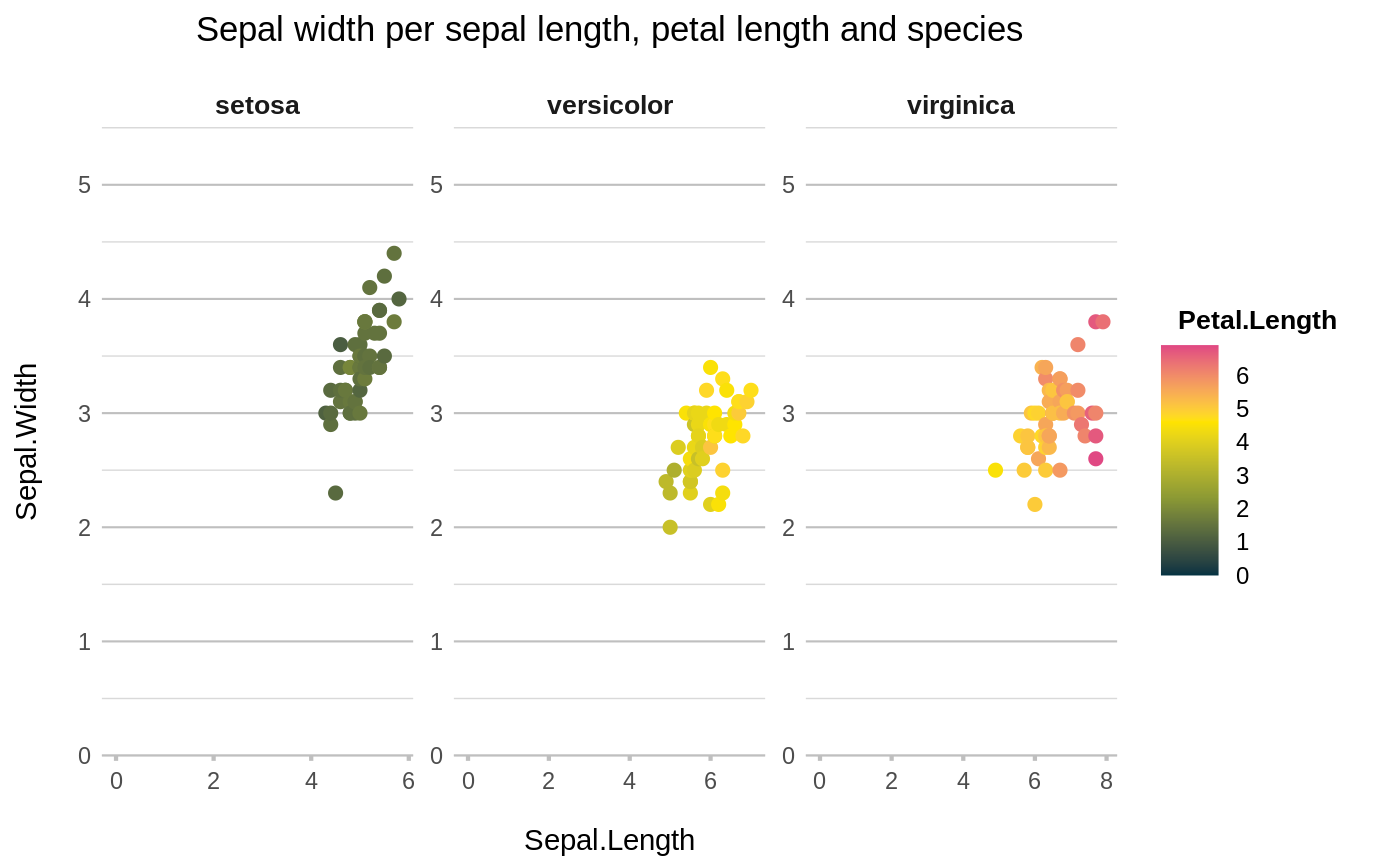 Sepal width per sepal length, petal length and species
setosa versicolor virginica
5 5 5
4 4 4
3 3 3
2 2 2
1 1 1
0 0 0
0 2 4 6 0 2 4 6 0 2 4 6 8
Sepal.Width
Sepal.Length
Petal.Length
6
5
4
3
2
1
0